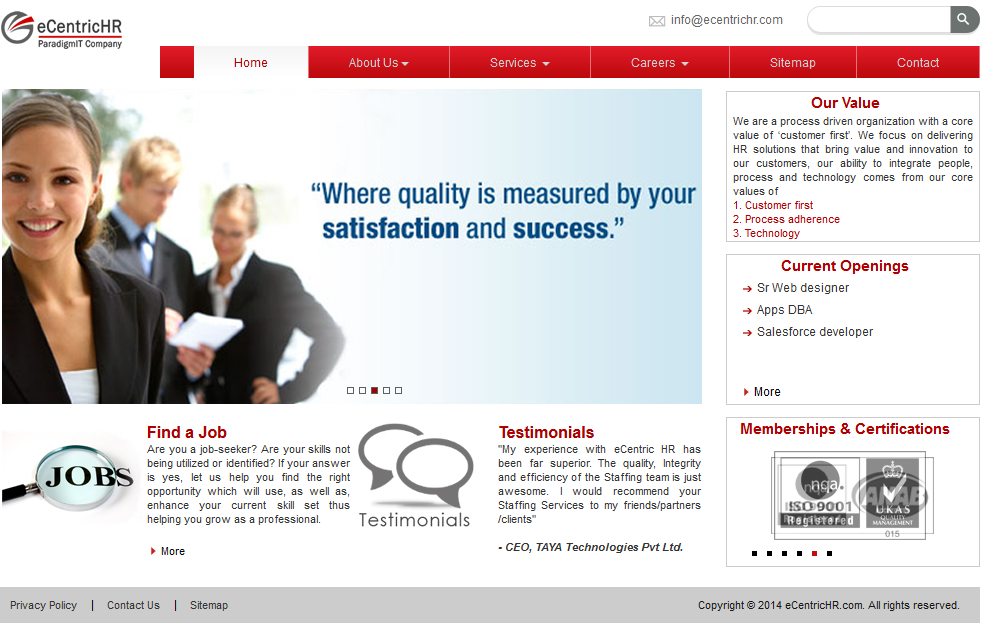 eCentricHR
ParadigmIT Company
info@ecentrichr.com
Home
About Us
Services
Careers
Sitemap
Contact
“Where quality is measured by your
satisfaction and success.”
Our Value
We are a process driven organization with a core
value of ‘customer first’. We focus on delivering
HR solutions that bring value and innovation to
our customers, our ability to integrate people,
process and technology comes from our core
values of
1. Customer first
2. Process adherence
3. Technology
Current Openings
Sr Web designer
Apps DBA
Salesforce developer
More
JOBS
Find a Job
Are you a job-seeker? Are your skills not
being utilized or identified? If your answer
is yes, let us help you find the right
opportunity which will use, as well as,
enhance your current skill set thus
helping you grow as a professional.
More
Testimonials
Testimonials
"My experience with eCentric HR has
been far superior. The quality, Integrity
and efficiency of the Staffing team is just
awesome. I would recommend your
Staffing Services to my friends/partners
/clients"
- CEO, TAYA Technologies Pvt Ltd.
Memberships & Certifications
nqa.
ISO 9001
Registered
ANAB
UKAS
QUALITY
MANAGEMENT
015
Privacy Policy | Contact Us | Sitemap
Copyright © 2014 eCentricHR.com. All rights reserved.